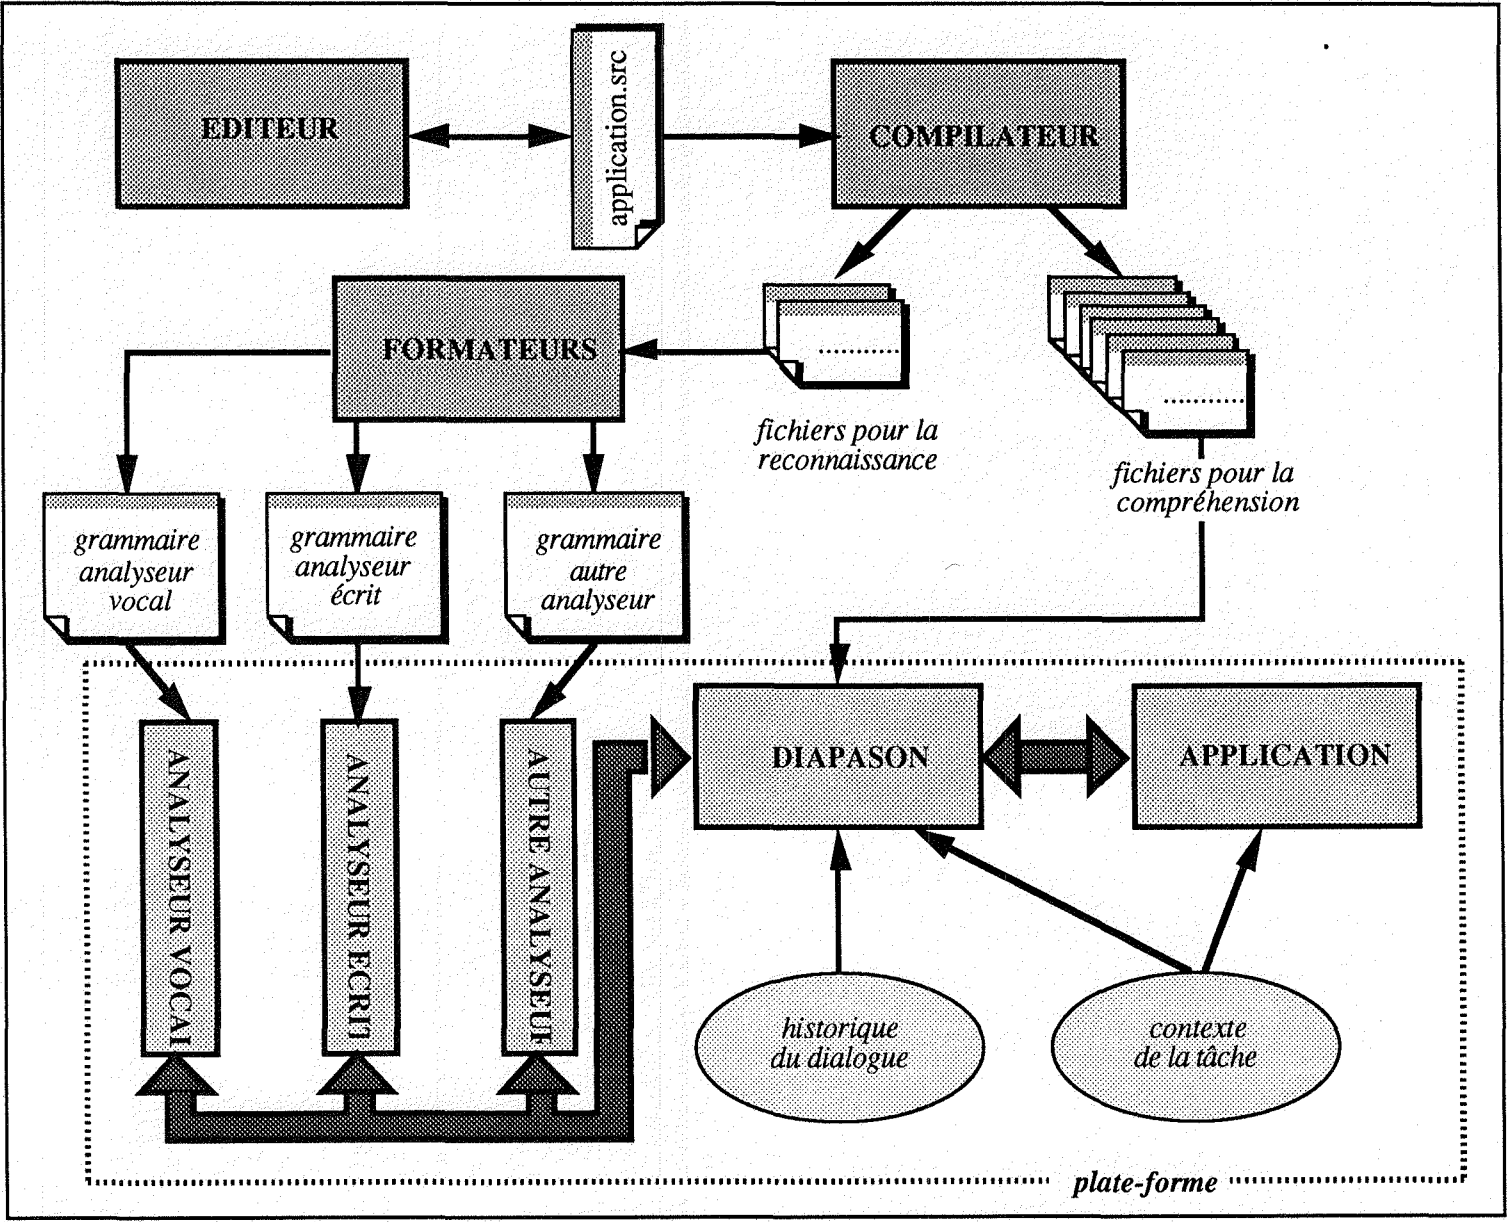 EDITEUR
application.src
COMPILATEUR
FORMATEURS
fichiers pour la
reconnaissance
fichiers pour la
compréhension
grammaire
analyseur
vocal
grammaire
analyseur
écrit
grammaire
autre
analyseur
ANALYSEUR VOCAL
ANALYSEUR ECRIT
AUTRE ANALYSEUR
DIAPASON
APPLICATION
historique
du dialogue
contexte
de la tâche
plate-forme